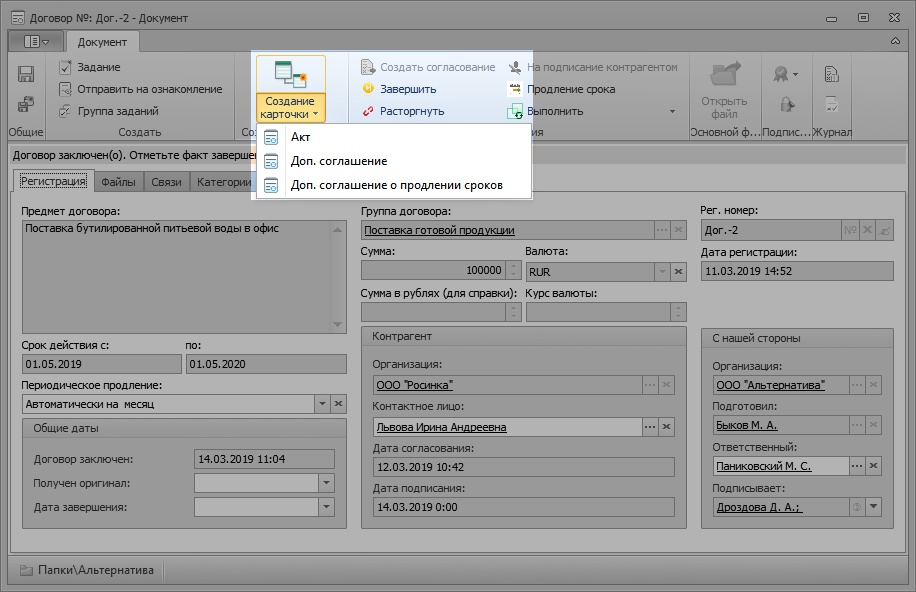 Договор №: Дог.-2 - Документ
Документ
Задание
Отправить на ознакомление
Группа заданий
Создание
карточки
Создать согласование
Завершить
Расторгнуть
На подписание контрагентом
Продление срока
Выполнить
Открыть
файл
Общие
Создать
Основной ф...
Подпис...
Журнал
Акт
Доп. соглашение
Доп. соглашение о продлении сроков
Договор заключен(о). Отметьте факт заверше
Регистрация
Файлы
Связи
Категории
Предмет договора:
Поставка бутилированной питьевой воды в офис
Группа договора:
Поставка готовой продукции
Рег. номер:
Дог.-2
Сумма:
100000
Валюта:
RUR
Дата регистрации:
11.03.2019 14:52
Сумма в рублях (для справки):
Курс валюты:
Срок действия с:
по:
01.05.2019
01.05.2020
Периодическое продление:
Автоматически на месяц
Общие даты
Договор заключен:
14.03.2019 11:04
Получен оригинал:
Дата завершения:
Контрагент
Организация:
ООО "Росинка"
Контактное лицо:
Львова Ирина Андреевна
Дата согласования:
12.03.2019 10:42
Дата подписания:
14.03.2019 0:00
С нашей стороны
Организация:
ООО "Альтернатива"
Подготовил:
Быков М. А.
Ответственный:
Паниковский М. С.
Подписывает:
Дроздова Д. А.;
Папки\Альтернатива